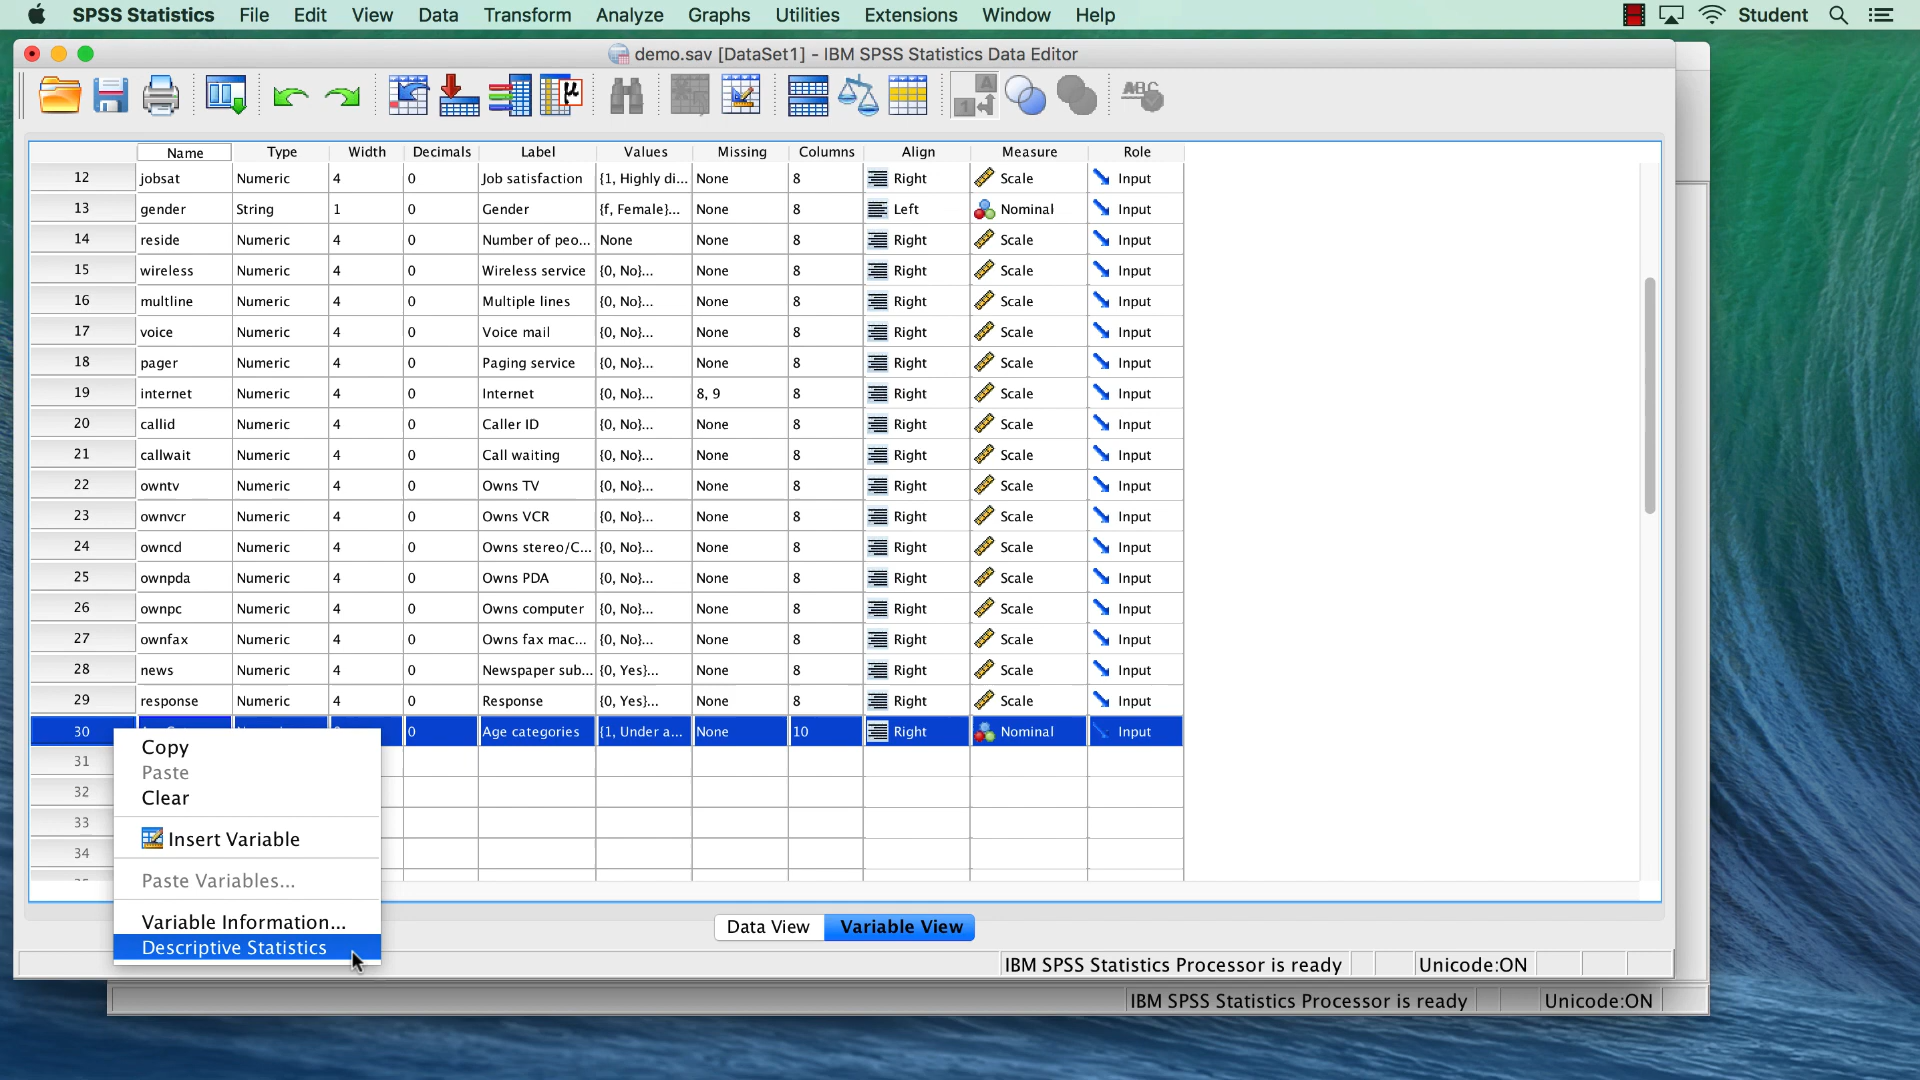 SPSS Statistics File Edit View Data Transform Analyze Graphs Utilities Extensions Window Help Student
demo.sav [DataSet1] - IBM SPSS Statistics Data Editor
Name Type Width Decimals Label Values Missing Columns Align Measure Role
12 jobsat Numeric 4 0 Job satisfaction {1, Highly di... None 8 Right Scale Input
13 gender String 1 0 Gender {f, Female}... None 8 Left Nominal Input
14 reside Numeric 4 0 Number of peo... None None 8 Right Scale Input
15 wireless Numeric 4 0 Wireless service {0, No}... None 8 Right Scale Input
16 multline Numeric 4 0 Multiple lines {0, No}... None 8 Right Scale Input
17 voice Numeric 4 0 Voice mail {0, No}... None 8 Right Scale Input
18 pager Numeric 4 0 Paging service {0, No}... None 8 Right Scale Input
19 internet Numeric 4 0 Internet {0, No}... 8, 9 8 Right Scale Input
20 callid Numeric 4 0 Caller ID {0, No}... None 8 Right Scale Input
21 callwait Numeric 4 0 Call waiting {0, No}... None 8 Right Scale Input
22 owntv Numeric 4 0 Owns TV {0, No}... None 8 Right Scale Input
23 ownvcr Numeric 4 0 Owns VCR {0, No}... None 8 Right Scale Input
24 owncd Numeric 4 0 Owns stereo/C... {0, No}... None 8 Right Scale Input
25 ownpda Numeric 4 0 Owns PDA {0, No}... None 8 Right Scale Input
26 ownpc Numeric 4 0 Owns computer {0, No}... None 8 Right Scale Input
27 ownfax Numeric 4 0 Owns fax mac... {0, No}... None 8 Right Scale Input
28 news Numeric 4 0 Newspaper sub... {0, Yes}... None 8 Right Scale Input
29 response Numeric 4 0 Response {0, Yes}... None 8 Right Scale Input
30 0 Age categories {1, Under a... None 10 Right Nominal Input
31
32
33
34
Copy
Paste
Clear
Insert Variable
Paste Variables...
Variable Information...
Descriptive Statistics
Data View Variable View
IBM SPSS Statistics Processor is ready Unicode:ON
IBM SPSS Statistics Processor is ready Unicode:ON